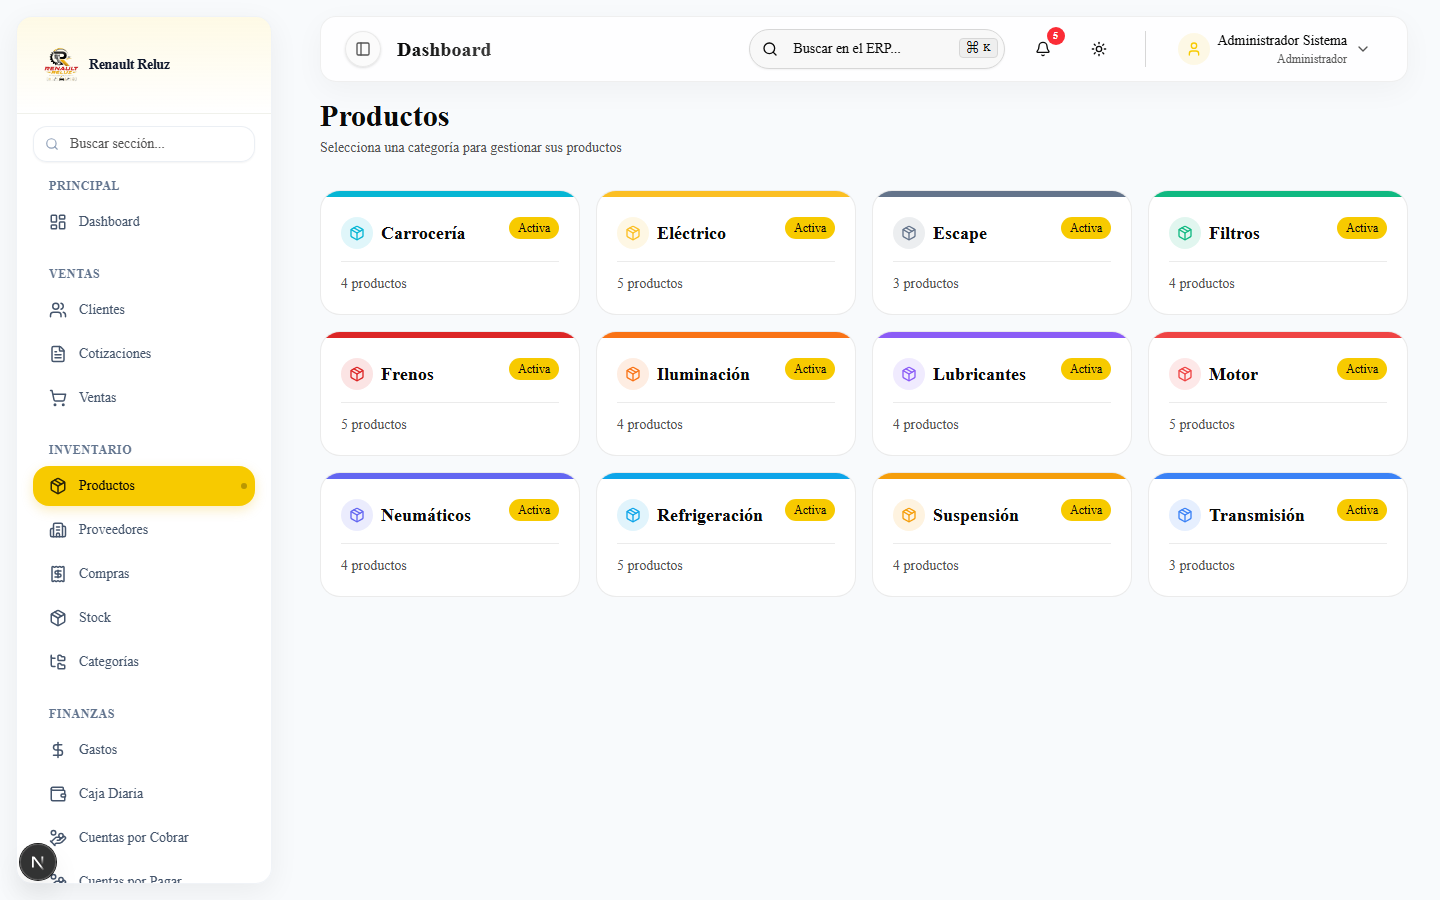 RENAULT
RELUZ
Renault Reluz
Buscar sección...
PRINCIPAL
Dashboard
VENTAS
Clientes
Cotizaciones
Ventas
INVENTARIO
Productos
Proveedores
Compras
Stock
Categorías
FINANZAS
Gastos
Caja Diaria
Cuentas por Cobrar
Cuentas por Pagar
N
Dashboard
Buscar en el ERP...
⌘ K
5
Administrador Sistema
Administrador
Productos
Selecciona una categoría para gestionar sus productos
Carrocería
Activa
4 productos
Eléctrico
Activa
5 productos
Escape
Activa
3 productos
Filtros
Activa
4 productos
Frenos
Activa
5 productos
Iluminación
Activa
4 productos
Lubricantes
Activa
4 productos
Motor
Activa
5 productos
Neumáticos
Activa
4 productos
Refrigeración
Activa
5 productos
Suspensión
Activa
4 productos
Transmisión
Activa
3 productos